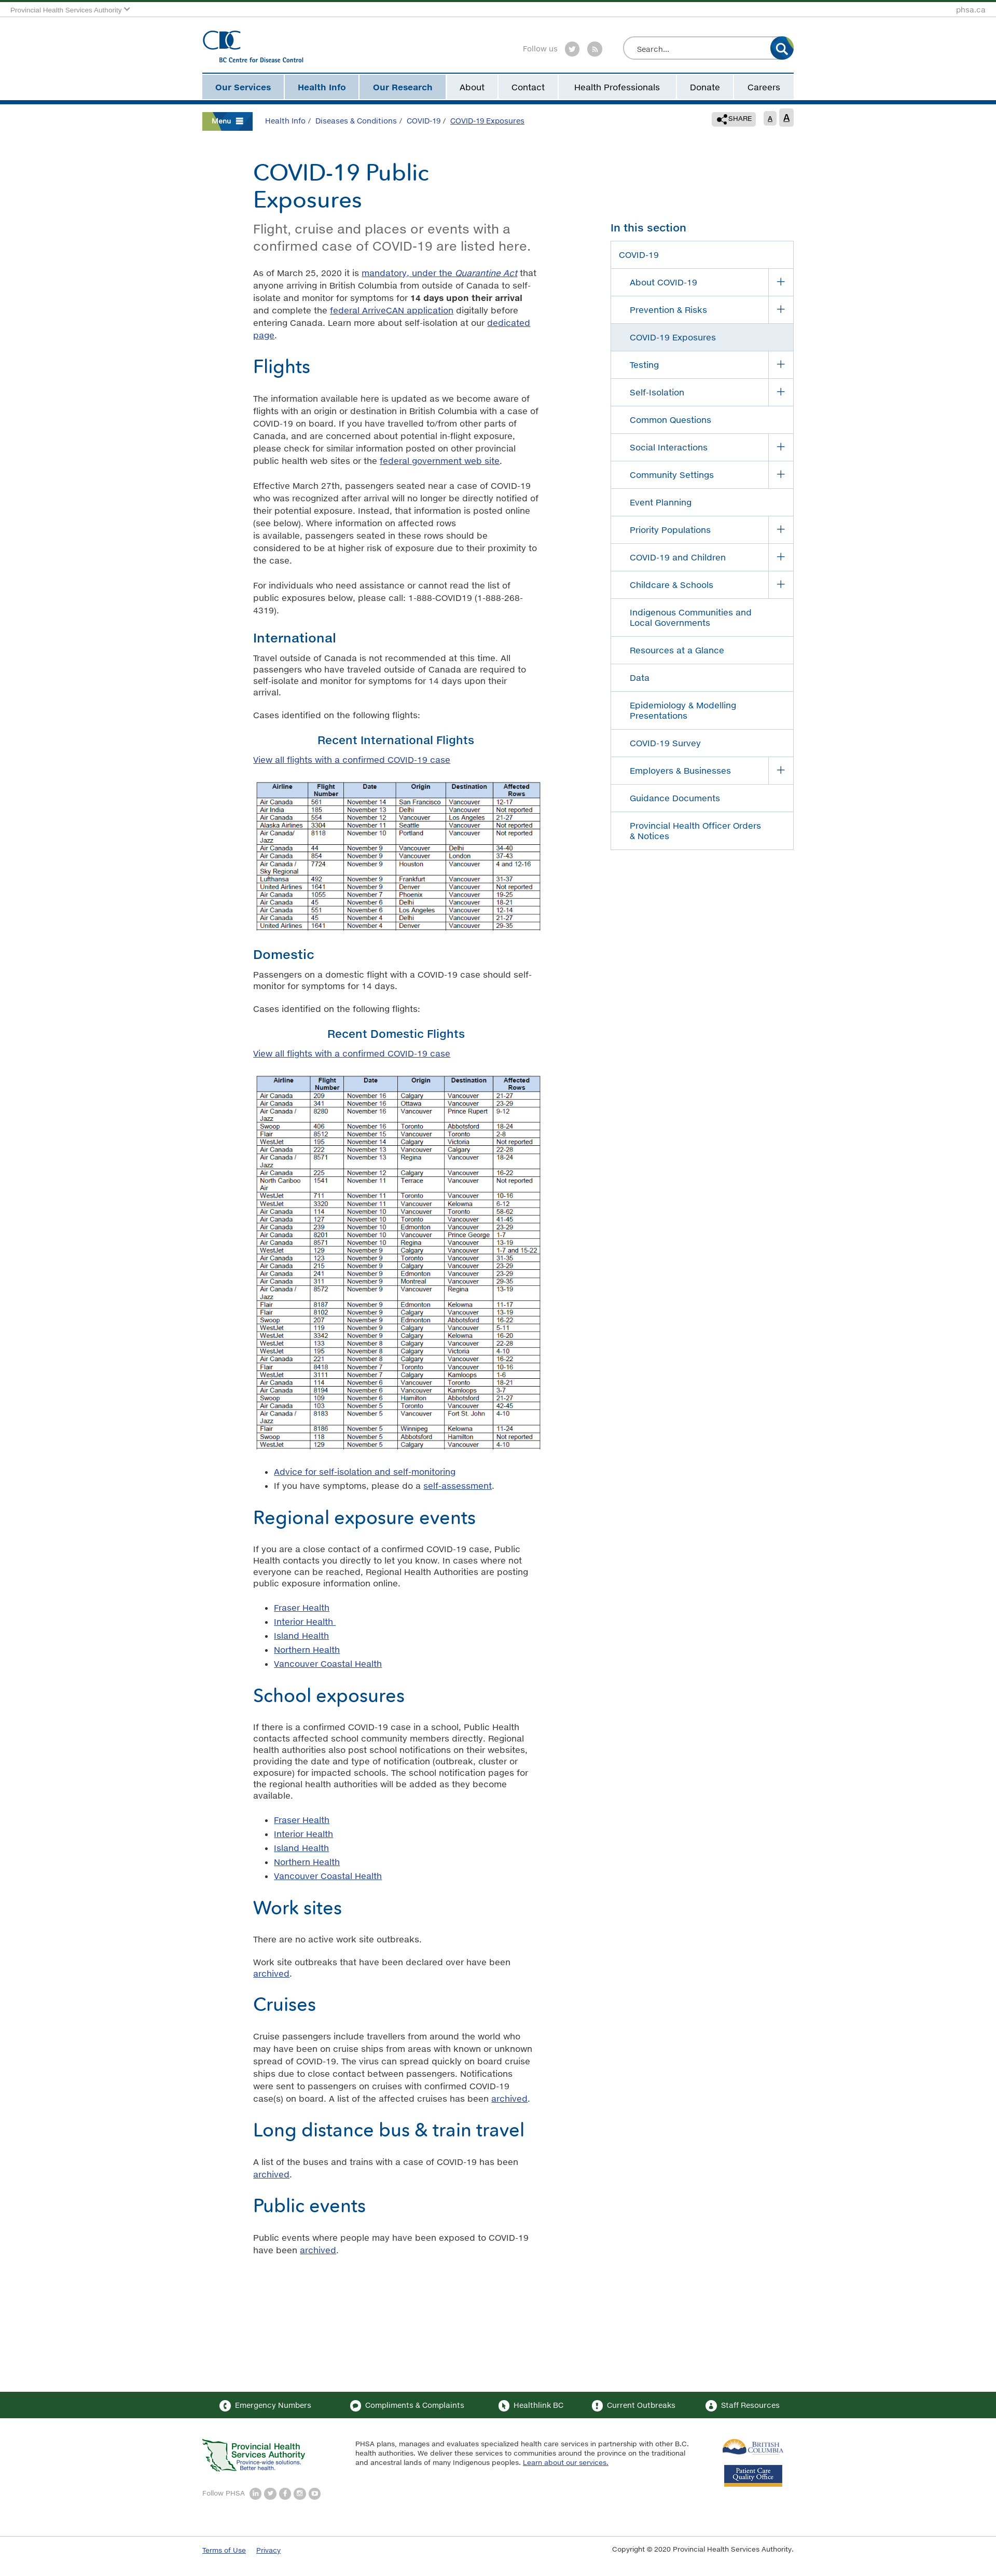 Provincial Health Services Authority
phsa.ca
BC Centre for Disease Control
Follow us
Search...
Our Services
Health Info
Our Research
About
Contact
Health Professionals
Donate
Careers
Menu
Health Info / Diseases & Conditions / COVID-19 / COVID-19 Exposures
SHARE
A
A
COVID-19 Public
Exposures
Flight, cruise and places or events with a
confirmed case of COVID-19 are listed here.
As of March 25, 2020 it is mandatory, under the Quarantine Act that
anyone arriving in British Columbia from outside of Canada to self-
isolate and monitor for symptoms for 14 days upon their arrival
and complete the federal ArriveCAN application digitally before
entering Canada. Learn more about self-isolation at our dedicated
page.
Flights
The information available here is updated as we become aware of
flights with an origin or destination in British Columbia with a case of
COVID-19 on board. If you have travelled to/from other parts of
Canada, and are concerned about potential in-flight exposure,
please check for similar information posted on other provincial
public health web sites or the federal government web site.
Effective March 27th, passengers seated near a case of COVID-19
who was recognized after arrival will no longer be directly notified of
their potential exposure. Instead, that information is posted online
(see below). Where information on affected rows
is available, passengers seated in these rows should be
considered to be at higher risk of exposure due to their proximity to
the case.
For individuals who need assistance or cannot read the list of
public exposures below, please call: 1-888-COVID19 (1-888-268-
4319).
International
Travel outside of Canada is not recommended at this time. All
passengers who have traveled outside of Canada are required to
self-isolate and monitor for symptoms for 14 days upon their
arrival.
Cases identified on the following flights:
Recent International Flights
View all flights with a confirmed COVID-19 case
Airline Flight Number Date Origin Destination Affected Rows
Air Canada 561 November 14 San Francisco Vancouver 12-17
Air India 185 November 13 Delhi Vancouver Not reported
Air Canada 554 November 12 Vancouver Los Angeles 21-27
Alaska Airlines 3304 November 11 Seattle Vancouver Not reported
Air Canada/ Jazz 8118 November 10 Portland Vancouver Not reported
Air Canada 44 November 9 Vancouver Delhi 34-40
Air Canada 854 November 9 Vancouver London 37-43
Air Canada / Sky Regional 7724 November 9 Houston Vancouver 4 and 12-16
Lufthansa 492 November 9 Frankfurt Vancouver 31-37
United Airlines 1641 November 9 Denver Vancouver Not reported
Air Canada 1055 November 7 Phoenix Vancouver 19-25
Air Canada 45 November 6 Delhi Vancouver 18-21
Air Canada 551 November 6 Los Angeles Vancouver 12-14
Air Canada 45 November 4 Delhi Vancouver 21-27
United Airlines 1641 November 4 Denver Vancouver 29-35
Domestic
Passengers on a domestic flight with a COVID-19 case should self-
monitor for symptoms for 14 days.
Cases identified on the following flights:
Recent Domestic Flights
View all flights with a confirmed COVID-19 case
Airline Flight Number Date Origin Destination Affected Rows
Air Canada 209 November 16 Calgary Vancouver 21-27
Air Canada 341 November 16 Ottawa Vancouver 23-29
Air Canada / Jazz 8280 November 16 Vancouver Prince Rupert 9-12
Swoop 406 November 16 Toronto Abbotsford 18-24
Flair 8512 November 15 Vancouver Toronto 2-8
WestJet 195 November 14 Calgary Victoria Not reported
Air Canada 222 November 13 Vancouver Calgary 22-28
Air Canada / Jazz 8571 November 13 Regina Vancouver 18-24
Air Canada 225 November 12 Calgary Vancouver 16-22
North Cariboo Air 1541 November 11 Terrace Vancouver Not reported
WestJet 711 November 11 Toronto Vancouver 10-16
WestJet 3320 November 11 Vancouver Kelowna 6-12
Air Canada 114 November 10 Vancouver Toronto 58-62
Air Canada 127 November 10 Toronto Vancouver 41-45
Air Canada 239 November 10 Edmonton Vancouver 23-29
Air Canada 8201 November 10 Vancouver Prince George 1-7
Air Canada 8571 November 10 Regina Vancouver 13-19
WestJet 129 November 9 Calgary Vancouver 1-7 and 15-22
Air Canada 123 November 9 Toronto Vancouver 31-35
Air Canada 215 November 9 Calgary Vancouver 23-29
Air Canada 241 November 9 Edmonton Vancouver 23-29
Air Canada 311 November 9 Montreal Vancouver 29-35
Air Canada / Jazz 8572 November 9 Vancouver Regina 13-19
Flair 8187 November 9 Edmonton Kelowna 11-17
Flair 8102 November 9 Calgary Vancouver 13-19
Swoop 207 November 9 Edmonton Abbotsford 16-22
WestJet 119 November 9 Calgary Vancouver 5-11
WestJet 3342 November 9 Calgary Kelowna 16-20
WestJet 133 November 8 Calgary Vancouver 22-28
WestJet 195 November 8 Calgary Victoria 4-10
Air Canada 221 November 8 Calgary Vancouver 16-22
Flair 8418 November 7 Toronto Vancouver 10-16
WestJet 3111 November 7 Calgary Kamloops 1-6
Air Canada 114 November 6 Vancouver Toronto 18-21
Air Canada 8194 November 6 Vancouver Kamloops 3-7
Swoop 109 November 6 Hamilton Abbotsford 21-27
Air Canada 103 November 5 Toronto Vancouver 42-45
Air Canada / Jazz 8183 November 5 Vancouver Fort St. John 4-10
Flair 8186 November 5 Winnipeg Kelowna 11-24
Swoop 118 November 5 Abbotsford Hamilton Not reported
WestJet 129 November 5 Calgary Vancouver 4-10
Advice for self-isolation and self-monitoring
If you have symptoms, please do a self-assessment.
Regional exposure events
If you are a close contact of a confirmed COVID-19 case, Public
Health contacts you directly to let you know. In cases where not
everyone can be reached, Regional Health Authorities are posting
public exposure information online.
Fraser Health
Interior Health
Island Health
Northern Health
Vancouver Coastal Health
School exposures
If there is a confirmed COVID-19 case in a school, Public Health
contacts affected school community members directly. Regional
health authorities also post school notifications on their websites,
providing the date and type of notification (outbreak, cluster or
exposure) for impacted schools. The school notification pages for
the regional health authorities will be added as they become
available.
Fraser Health
Interior Health
Island Health
Northern Health
Vancouver Coastal Health
Work sites
There are no active work site outbreaks.
Work site outbreaks that have been declared over have been
archived.
Cruises
Cruise passengers include travellers from around the world who
may have been on cruise ships from areas with known or unknown
spread of COVID-19. The virus can spread quickly on board cruise
ships due to close contact between passengers. Notifications
were sent to passengers on cruises with confirmed COVID-19
case(s) on board. A list of the affected cruises has been archived.
Long distance bus & train travel
A list of the buses and trains with a case of COVID-19 has been
archived.
Public events
Public events where people may have been exposed to COVID-19
have been archived.
In this section
COVID-19
About COVID-19
Prevention & Risks
COVID-19 Exposures
Testing
Self-Isolation
Common Questions
Social Interactions
Community Settings
Event Planning
Priority Populations
COVID-19 and Children
Childcare & Schools
Indigenous Communities and
Local Governments
Resources at a Glance
Data
Epidemiology & Modelling
Presentations
COVID-19 Survey
Employers & Businesses
Guidance Documents
Provincial Health Officer Orders
& Notices
Emergency Numbers
Compliments & Complaints
Healthlink BC
Current Outbreaks
Staff Resources
Provincial Health
Services Authority
Province-wide solutions.
Better health.
PHSA plans, manages and evaluates specialized health care services in partnership with other B.C.
health authorities. We deliver these services to communities around the province on the traditional
and ancestral lands of many Indigenous peoples. Learn about our services.
BRITISH
COLUMBIA
Patient Care
Quality Office
Follow PHSA
Terms of Use
Privacy
Copyright © 2020 Provincial Health Services Authority.